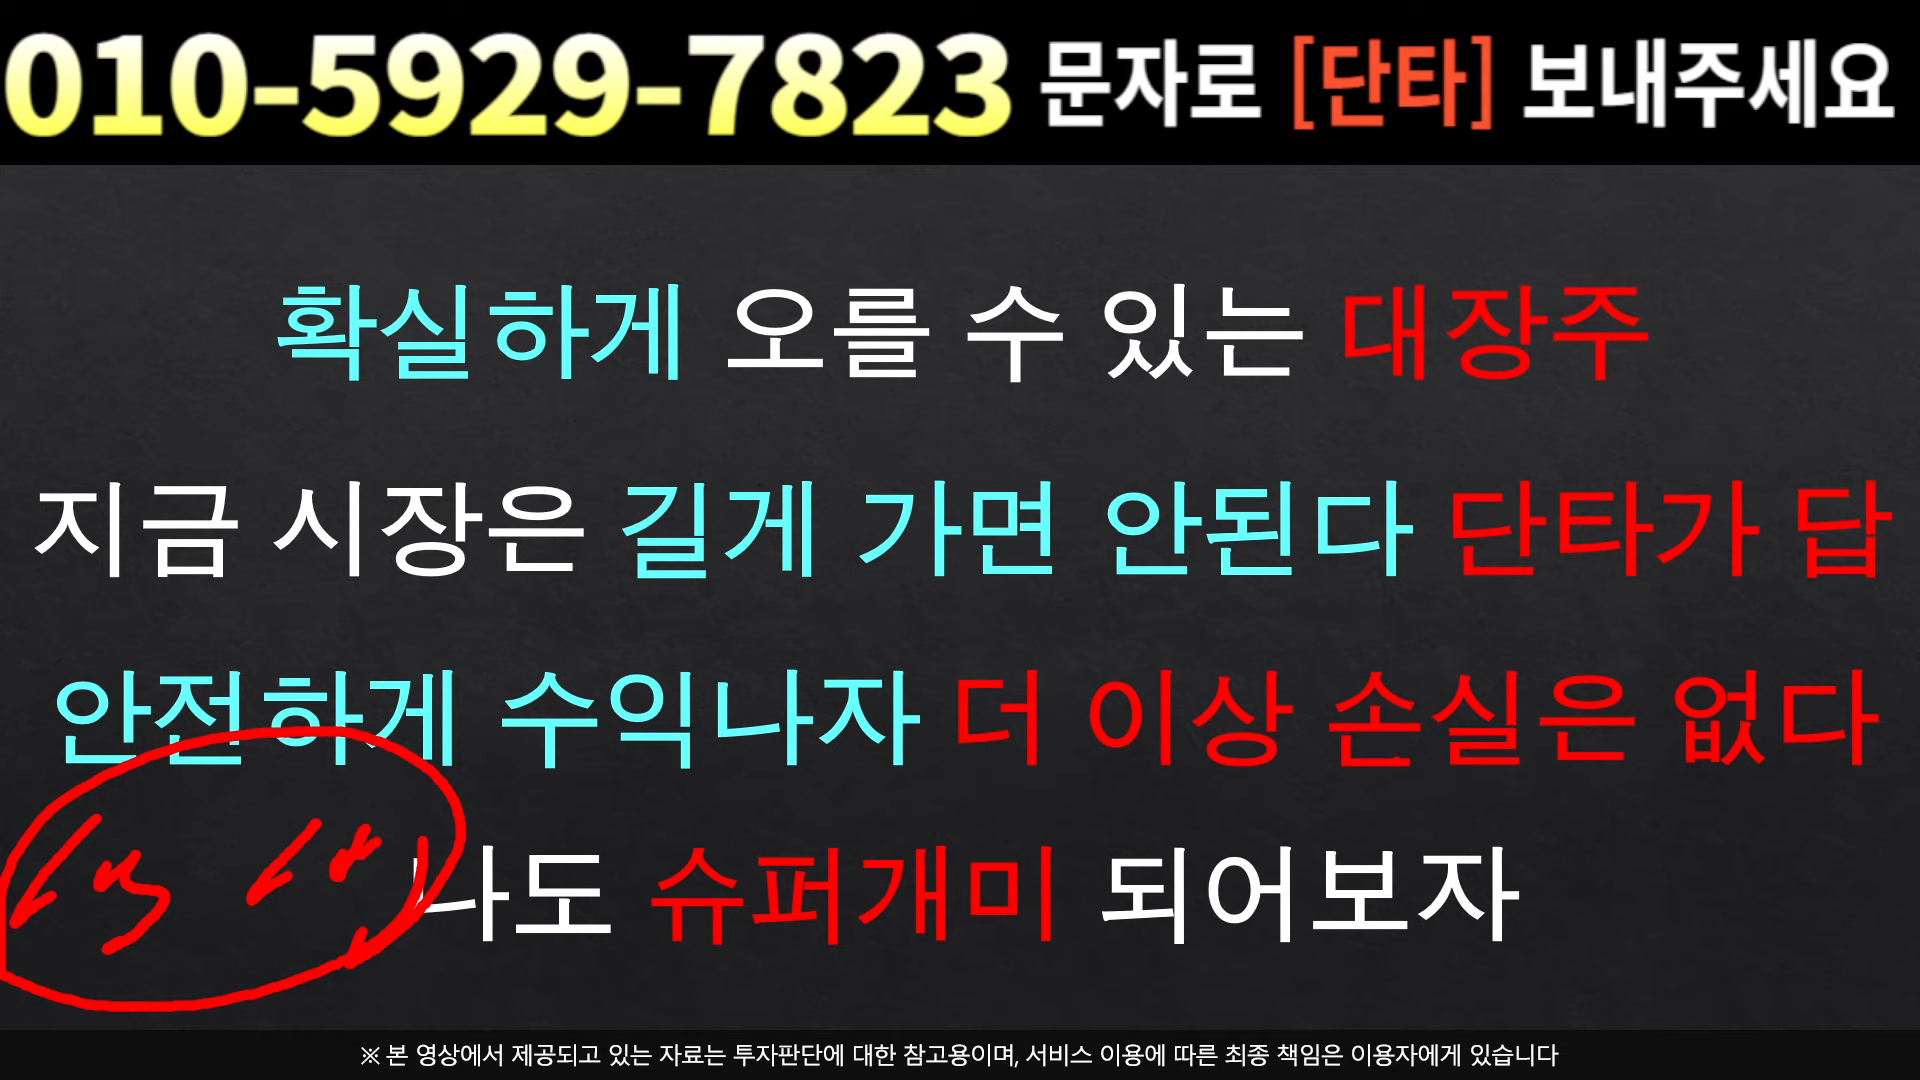 010-5929-7823 문자로 [단타] 보내주세요
확실하게 오를 수 있는 대장주
지금 시장은 길게 가면 안된다 단타가 답
안전하게 수익나자 더 이상 손실은 없다
나도 슈퍼개미 되어보자
※ 본 영상에서 제공되고 있는 자료는 투자판단에 대한 참고용이며, 서비스 이용에 따른 최종 책임은 이용자에게 있습니다